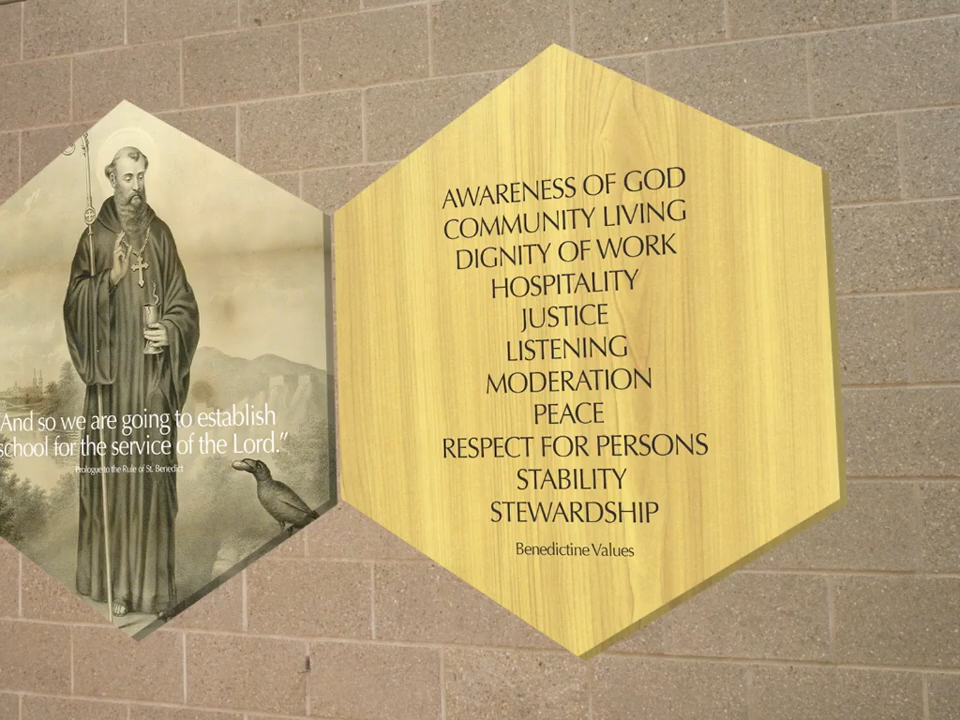 And so we are going to establish
school for the service of the Lord.”
Prologue to the Rule of St. Benedict
AWARENESS OF GOD
COMMUNITY LIVING
DIGNITY OF WORK
HOSPITALITY
JUSTICE
LISTENING
MODERATION
PEACE
RESPECT FOR PERSONS
STABILITY
STEWARDSHIP
Benedictine Values